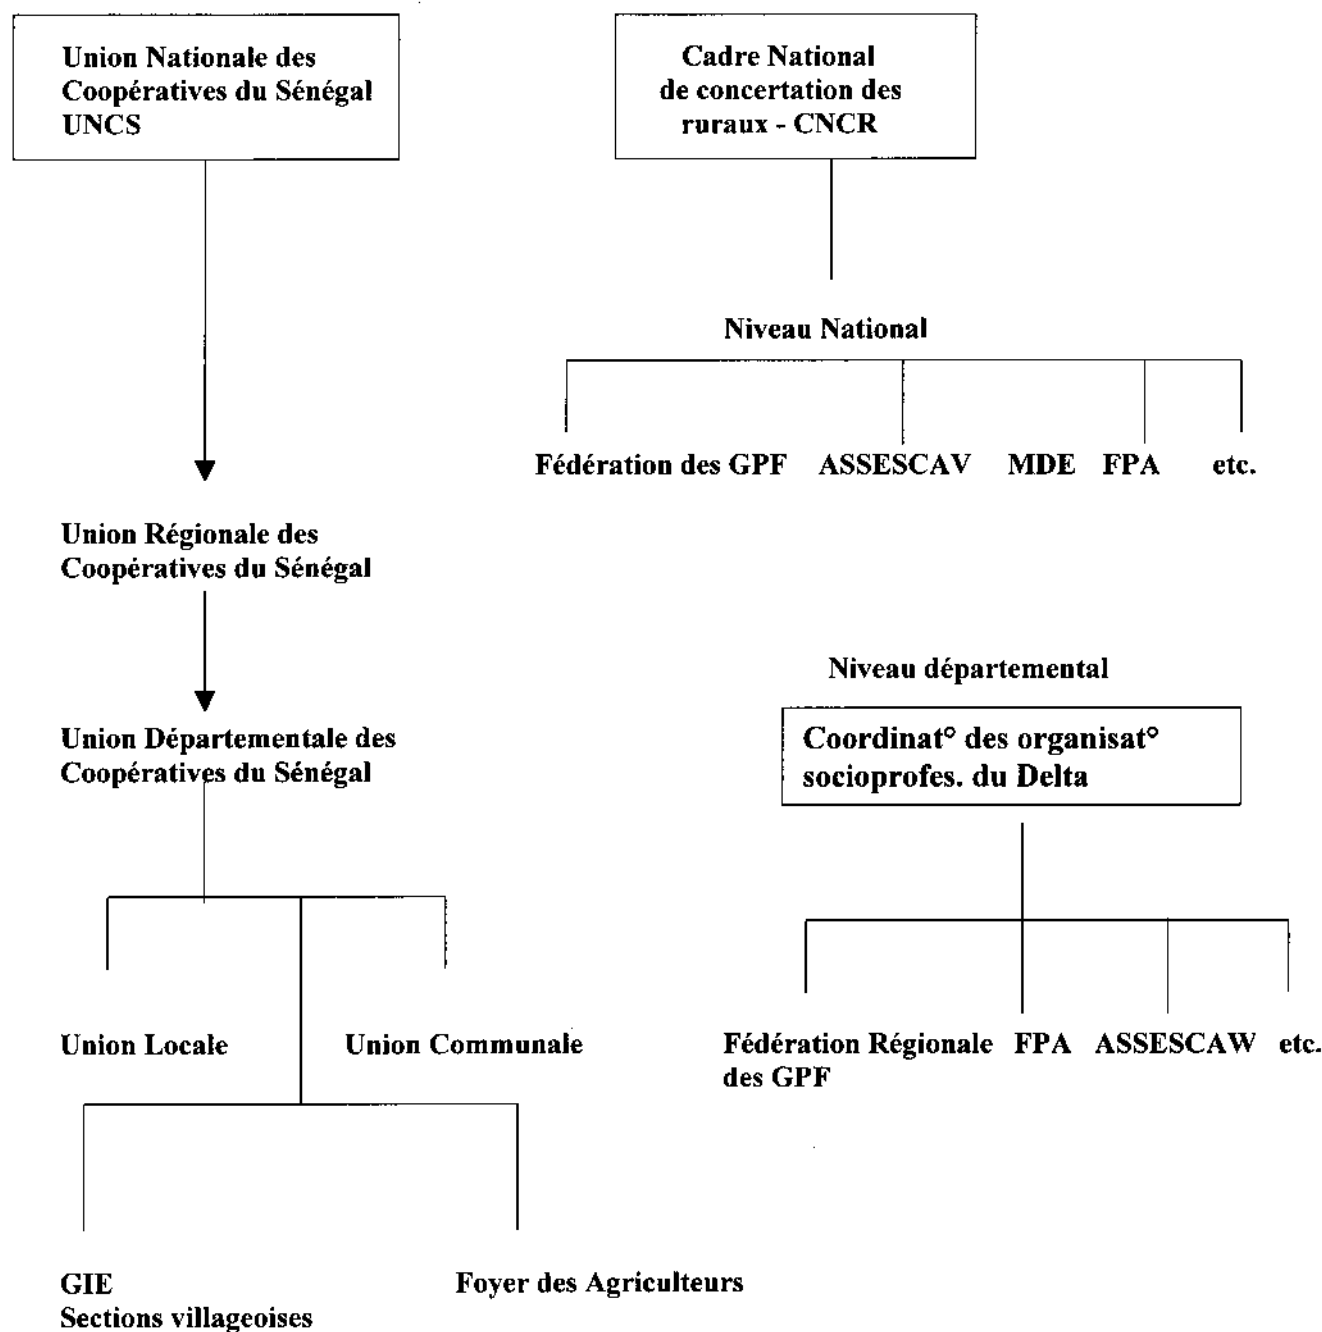 Union Nationale des
Coopératives du Sénégal
UNCS
Cadre National
de concertation des
ruraux - CNCR
Niveau National
Fédération des GPF ASSESCAV MDE FPA etc.
Union Régionale des
Coopératives du Sénégal
Niveau départemental
Union Départementale des
Coopératives du Sénégal
Coordinat° des organisat°
socioprofes. du Delta
Union Locale Union Communale
Fédération Régionale FPA ASSESCAW etc.
des GPF
GIE Foyer des Agriculteurs
Sections villageoises